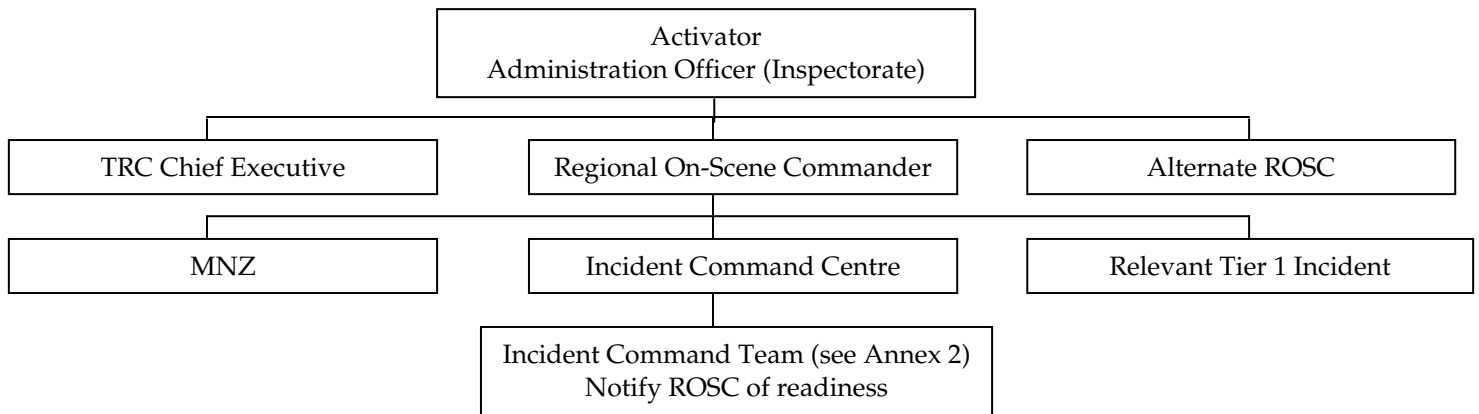 Activator
Administration Officer (Inspectorate)
TRC Chief Executive
Regional On-Scene Commander
Alternate ROSC
MNZ
Incident Command Centre
Relevant Tier 1 Incident
Incident Command Team (see Annex 2)
Notify ROSC of readiness